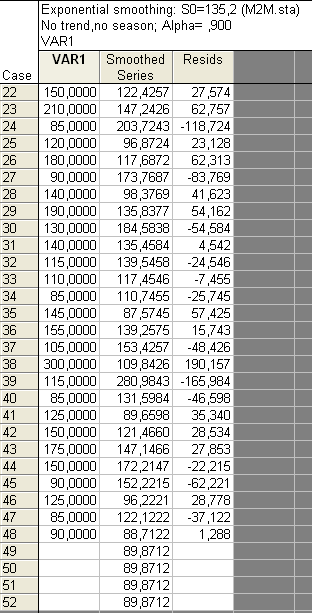 Exponential smoothing: S0=135,2 (M2M.sta)
No trend,no season; Alpha= ,900
VAR1
Case VAR1 Smoothed Series Resids
22 150,0000 122,4257 27,574
23 210,0000 147,2426 62,757
24 85,0000 203,7243 -118,724
25 120,0000 96,8724 23,128
26 180,0000 117,6872 62,313
27 90,0000 173,7687 -83,769
28 140,0000 98,3769 41,623
29 190,0000 135,8377 54,162
30 130,0000 184,5838 -54,584
31 140,0000 135,4584 4,542
32 115,0000 139,5458 -24,546
33 110,0000 117,4546 -7,455
34 85,0000 110,7455 -25,745
35 145,0000 87,5745 57,425
36 155,0000 139,2575 15,743
37 105,0000 153,4257 -48,426
38 300,0000 109,8426 190,157
39 115,0000 280,9843 -165,984
40 85,0000 131,5984 -46,598
41 125,0000 89,6598 35,340
42 150,0000 121,4660 28,534
43 175,0000 147,1466 27,853
44 150,0000 172,2147 -22,215
45 90,0000 152,2215 -62,221
46 125,0000 96,2221 28,778
47 85,0000 122,1222 -37,122
48 90,0000 88,7122 1,288
49 89,8712
50 89,8712
51 89,8712
52 89,8712